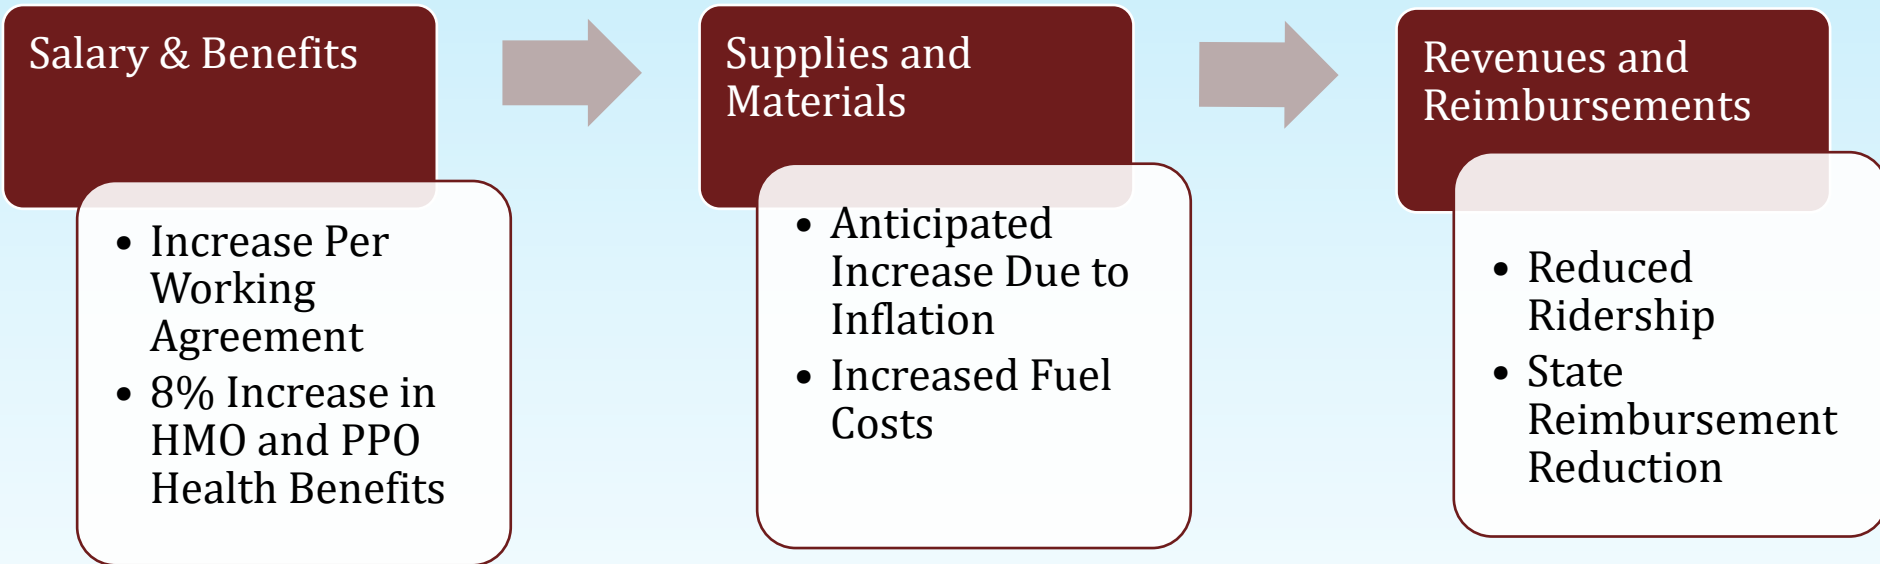 Salary & Benefits
• Increase Per
Working
Agreement
• 8% Increase in
HMO and PPO
Health Benefits
Supplies and
Materials
• Anticipated
Increase Due to
Inflation
• Increased Fuel
Costs
Revenues and
Reimbursements
• Reduced
Ridership
• State
Reimbursement
Reduction